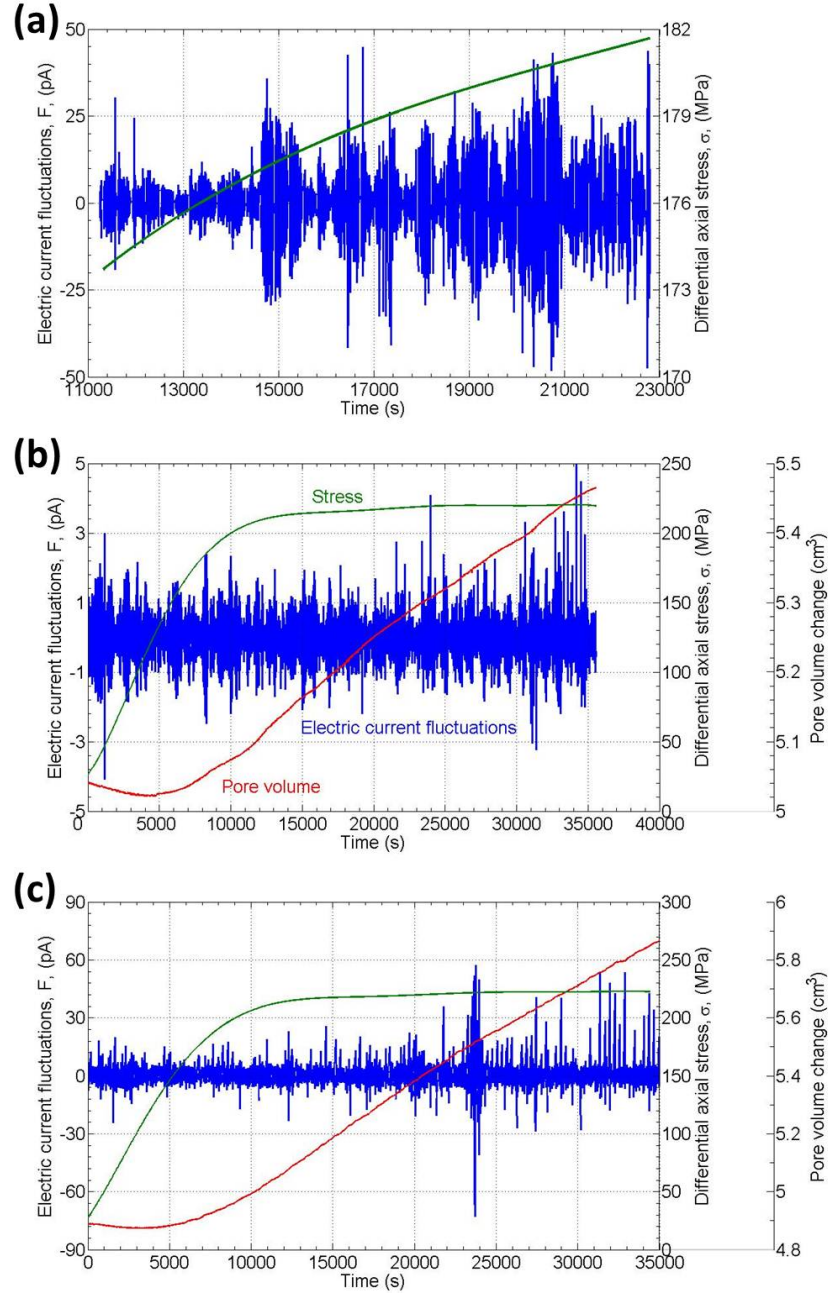 (a)
50
25
0
-25
-50
Electric current fluctuations, F, (pA)
182
179
176
173
170
Differential axial stress, σ, (MPa)
11000 13000 15000 17000 19000 21000 23000
Time (s)
(b)
5
3
1
-1
-3
-5
Electric current fluctuations, F, (pA)
Stress
Electric current fluctuations
Pore volume
250
200
150
100
50
0
Differential axial stress, σ, (MPa)
5.5
5.4
5.3
5.2
5.1
5
Pore volume change (cm³)
0 5000 10000 15000 20000 25000 30000 35000 40000
Time (s)
(c)
90
60
30
0
-30
-60
-90
Electric current fluctuations, F, (pA)
300
250
200
150
100
50
0
Differential axial stress, σ, (MPa)
6
5.8
5.6
5.4
5.2
5
4.8
Pore volume change (cm³)
0 5000 10000 15000 20000 25000 30000 35000
Time (s)